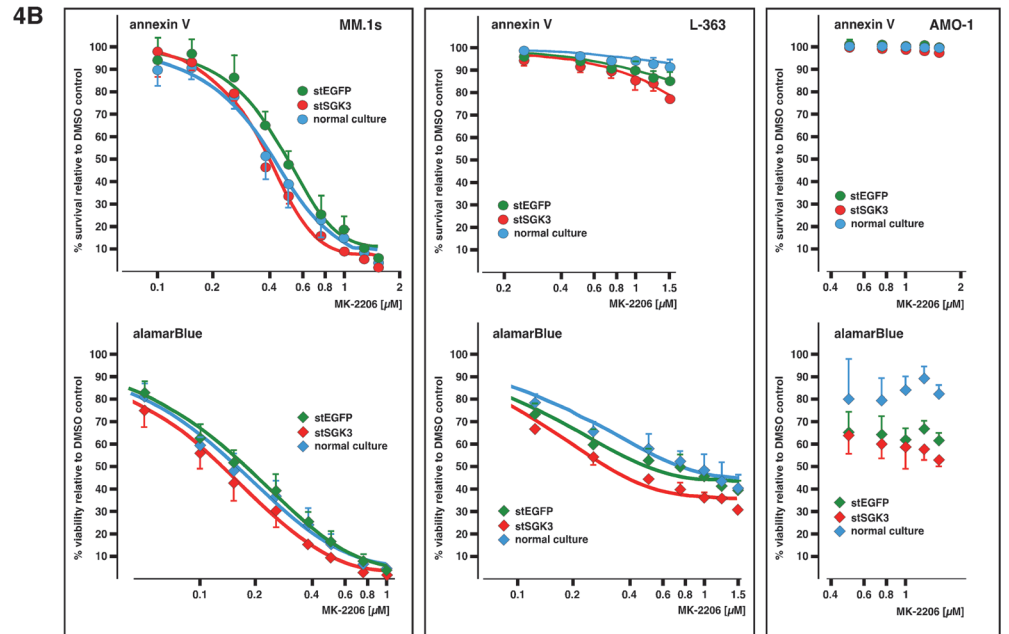 4B
annexin V MM.1s
% survival relative to DMSO control
100
90
80
70
60
50
40
30
20
10
stEGFP
stSGK3
normal culture
0.1 0.2 0.4 0.6 0.8 1 2
MK-2206 [µM]
annexin V L-363
% survival relative to DMSO control
100
90
80
70
60
50
40
30
20
10
stEGFP
stSGK3
normal culture
0.2 0.4 0.6 0.8 1 1.5
MK-2206 [µM]
annexin V AMO-1
% survival relative to DMSO control
100
90
80
70
60
50
40
30
20
10
stEGFP
stSGK3
normal culture
0.4 0.6 0.8 1 2
MK-2206 [µM]
alamarBlue
% viability relative to DMSO control
100
90
80
70
60
50
40
30
20
10
stEGFP
stSGK3
normal culture
0.1 0.2 0.4 0.6 0.8 1
MK-2206 [µM]
alamarBlue
% viability relative to DMSO control
100
90
80
70
60
50
40
30
20
10
stEGFP
stSGK3
normal culture
0.1 0.2 0.4 0.6 0.8 1 1.5
MK-2206 [µM]
alamarBlue
% viability relative to DMSO control
100
90
80
70
60
50
40
30
20
10
stEGFP
stSGK3
normal culture
0.4 0.6 0.8 1
MK-2206 [µM]